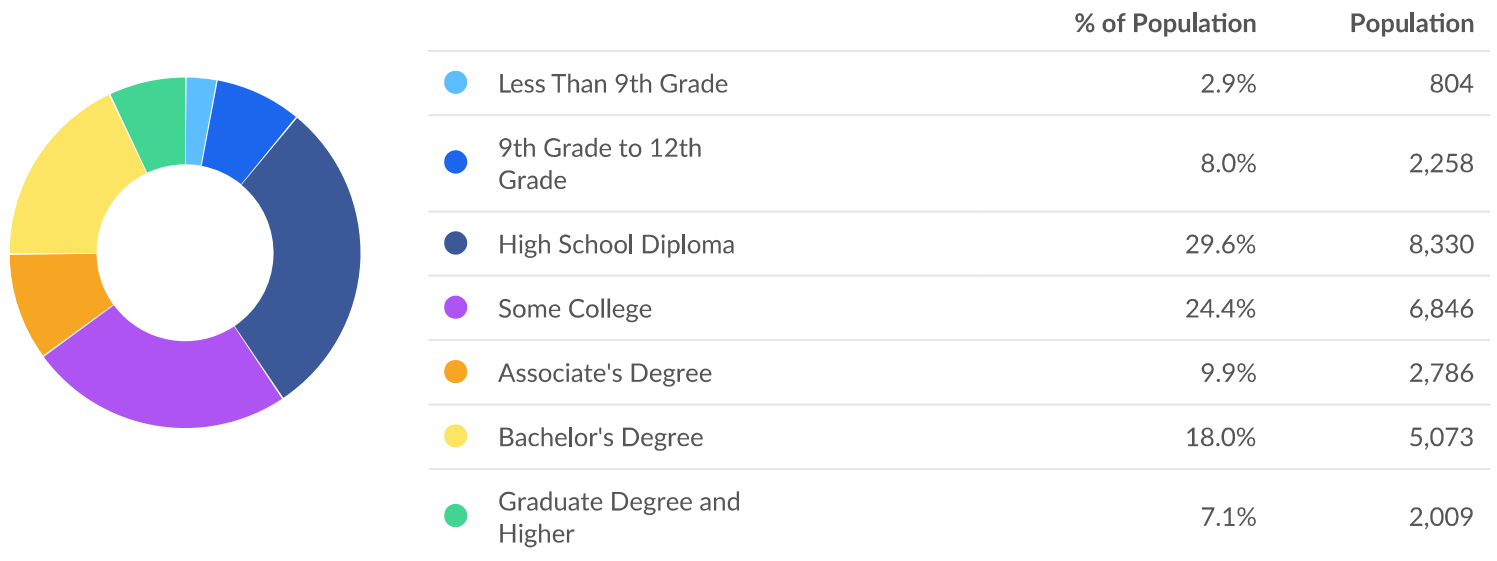 % of Population Population
Less Than 9th Grade 2.9% 804
9th Grade to 12th
Grade 8.0% 2,258
High School Diploma 29.6% 8,330
Some College 24.4% 6,846
Associate's Degree 9.9% 2,786
Bachelor's Degree 18.0% 5,073
Graduate Degree and
Higher 7.1% 2,009